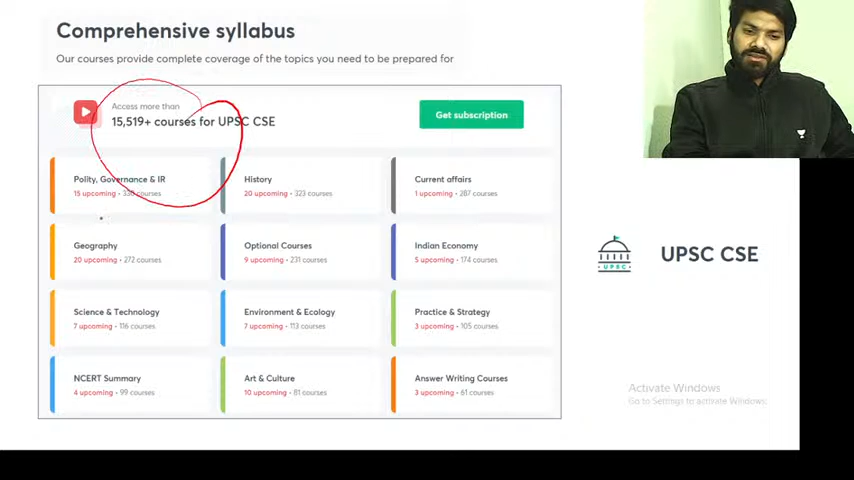 Comprehensive syllabus
Our courses provide complete coverage of the topics you need to be prepared for
Access more than
15,519+ courses for UPSC CSE
Get subscription
Polity, Governance & IR
15 upcoming • 330 courses
History
20 upcoming • 323 courses
Current affairs
1 upcoming • 287 courses
Geography
20 upcoming • 272 courses
Optional Courses
9 upcoming • 231 courses
Indian Economy
5 upcoming • 174 courses
Science & Technology
7 upcoming • 116 courses
Environment & Ecology
7 upcoming • 113 courses
Practice & Strategy
3 upcoming • 105 courses
NCERT Summary
4 upcoming • 99 courses
Art & Culture
10 upcoming • 81 courses
Answer Writing Courses
3 upcoming • 61 courses
UPSC
UPSC CSE
Activate Windows
Go to Settings to activate Windows.